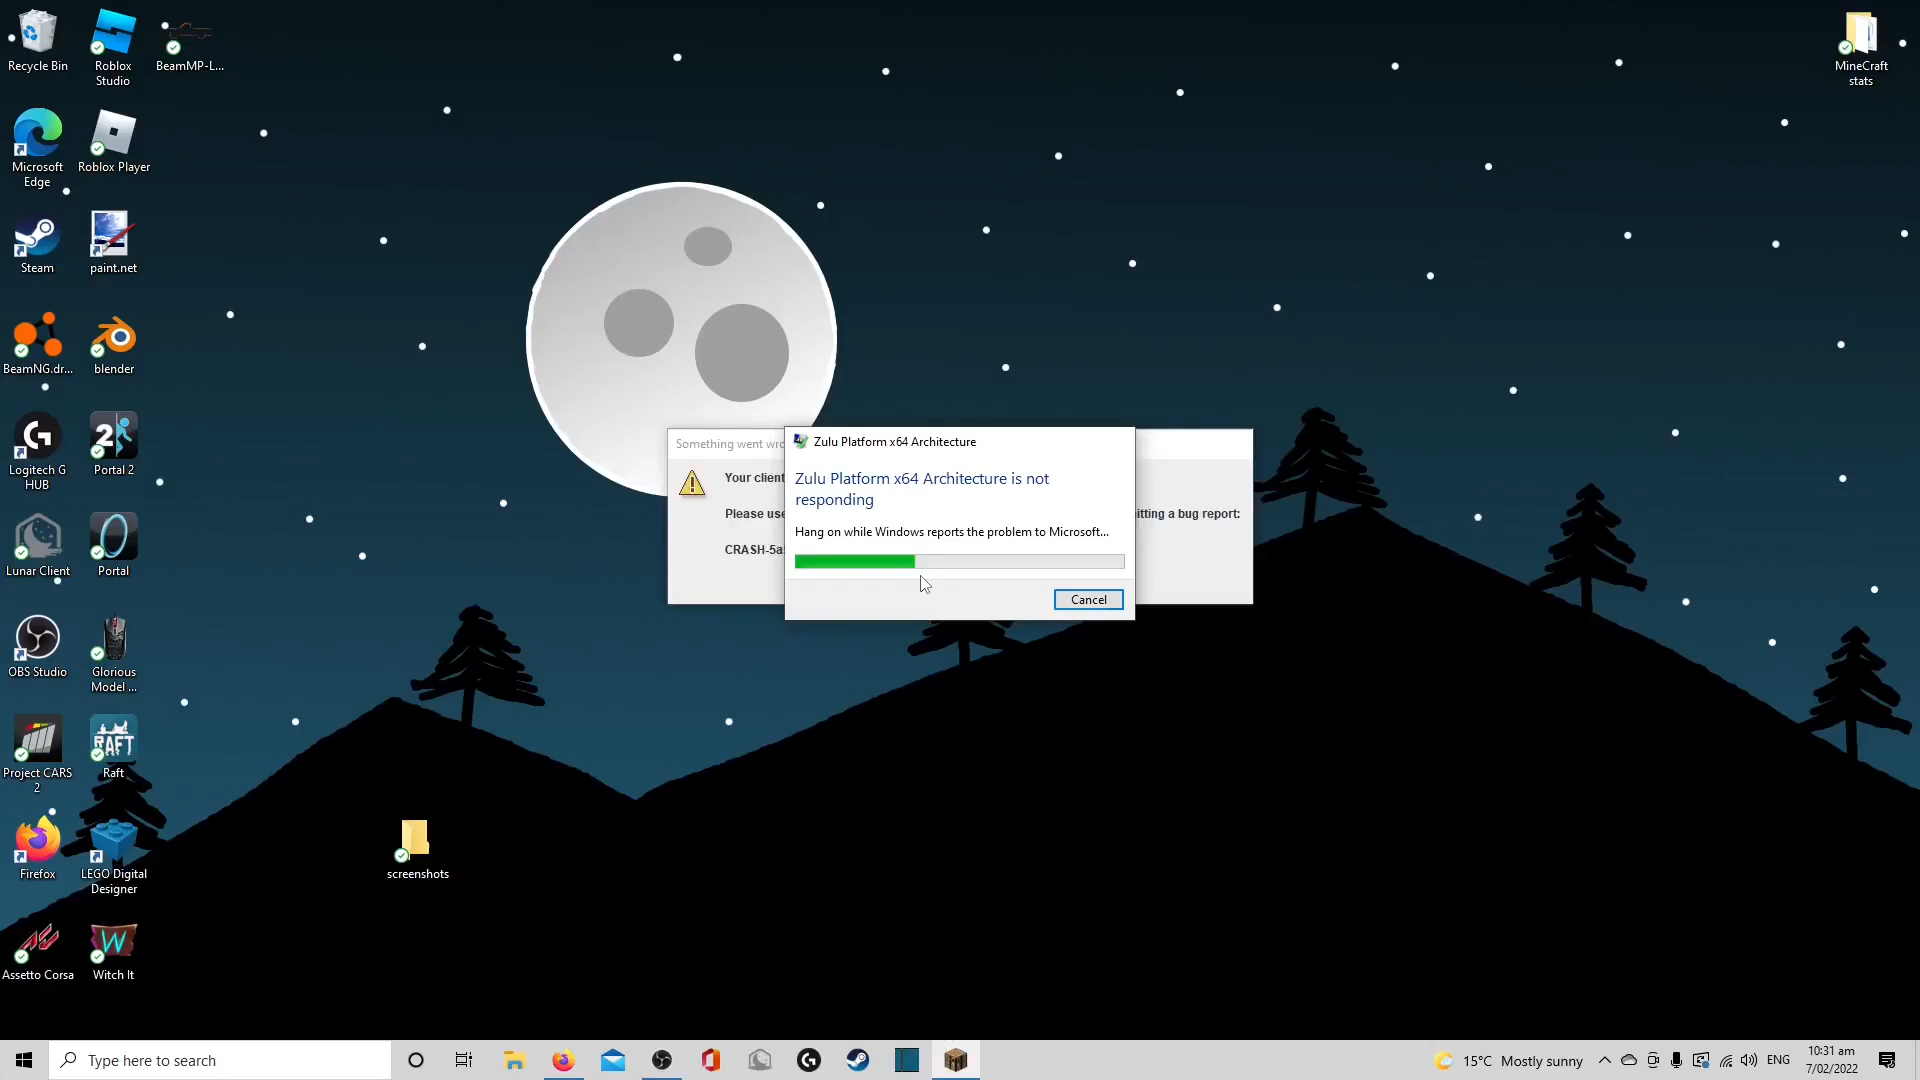 Recycle Bin
Roblox
Studio
BeamMP-L...
MineCraft
stats
Microsoft
Edge
Roblox Player
Steam
paint.net
BeamNG.dr...
blender
Logitech G
HUB
Portal 2
Lunar Client
Portal
OBS Studio
Glorious
Model ...
Project CARS
2
RAFT
Raft
Firefox
LEGO Digital
Designer
Assetto Corsa
Witch It
screenshots
Something went wro
Your client
Please use
itting a bug report:
CRASH-5a
Zulu Platform x64 Architecture
Zulu Platform x64 Architecture is not
responding
Hang on while Windows reports the problem to Microsoft...
Cancel
Type here to search
15°C Mostly sunny
ENG
10:31 am
7/02/2022